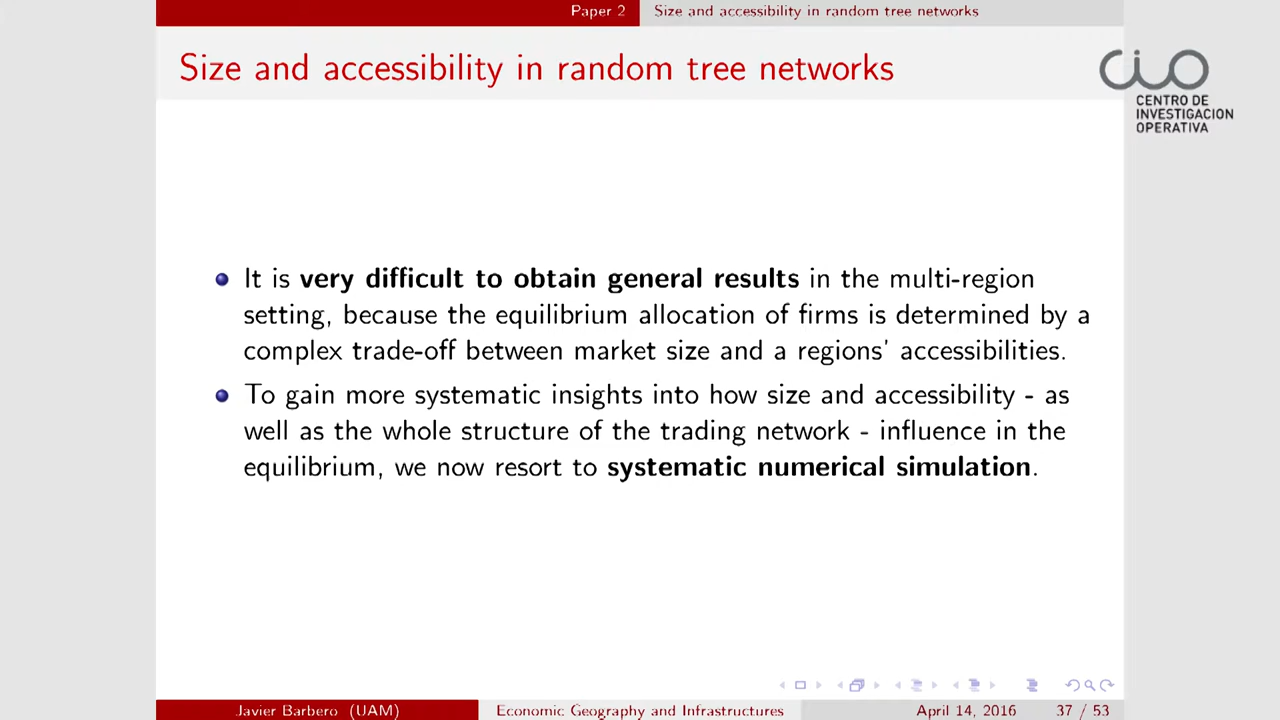 Paper 2 Size and accessibility in random tree networks
Size and accessibility in random tree networks
CIO
CENTRO DE
INVESTIGACION
OPERATIVA
It is very difficult to obtain general results in the multi-region
setting, because the equilibrium allocation of firms is determined by a
complex trade-off between market size and a regions' accessibilities.
To gain more systematic insights into how size and accessibility - as
well as the whole structure of the trading network - influence in the
equilibrium, we now resort to systematic numerical simulation.
Javier Barbero (UAM) Economic Geography and Infrastructures April 14, 2016 37 / 53